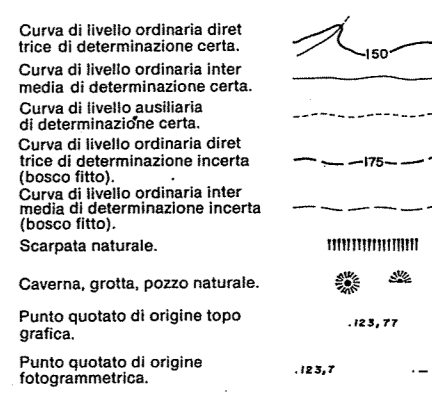 Curva di livello ordinaria diret
trice di determinazione certa.
150
Curva di livello ordinaria inter
media di determinazione certa.
Curva di livello ausiliaria
di determinazione certa.
Curva di livello ordinaria diret
trice di determinazione incerta
(bosco fitto).
175
Curva di livello ordinaria inter
media di determinazione incerta
(bosco fitto).
Scarpata naturale.
Caverna, grotta, pozzo naturale.
Punto quotato di origine topo
grafica.
.123,77
Punto quotato di origine
fotogrammetrica.
.123,7